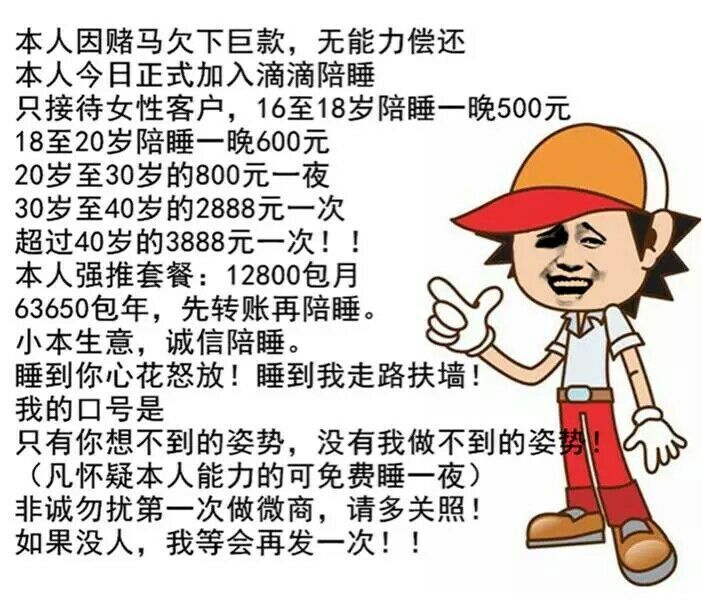 本人因赌马欠下巨款，无能力偿还
本人今日正式加入滴滴陪睡
只接待女性客户，16至18岁陪睡一晚500元
18至20岁陪睡一晚600元
20岁至30岁的800元一夜
30岁至40岁的2888元一次
超过40岁的3888元一次！！
本人强推套餐：12800包月
63650包年，先转账再陪睡。
小本生意，诚信陪睡。
睡到你心花怒放！睡到我走路扶墙！
我的口号是
只有你想不到的姿势，没有我做不到的姿势！
（凡怀疑本人能力的可免费睡一夜）
非诚勿扰第一次做微商，请多关照！
如果没人，我等会再发一次！！